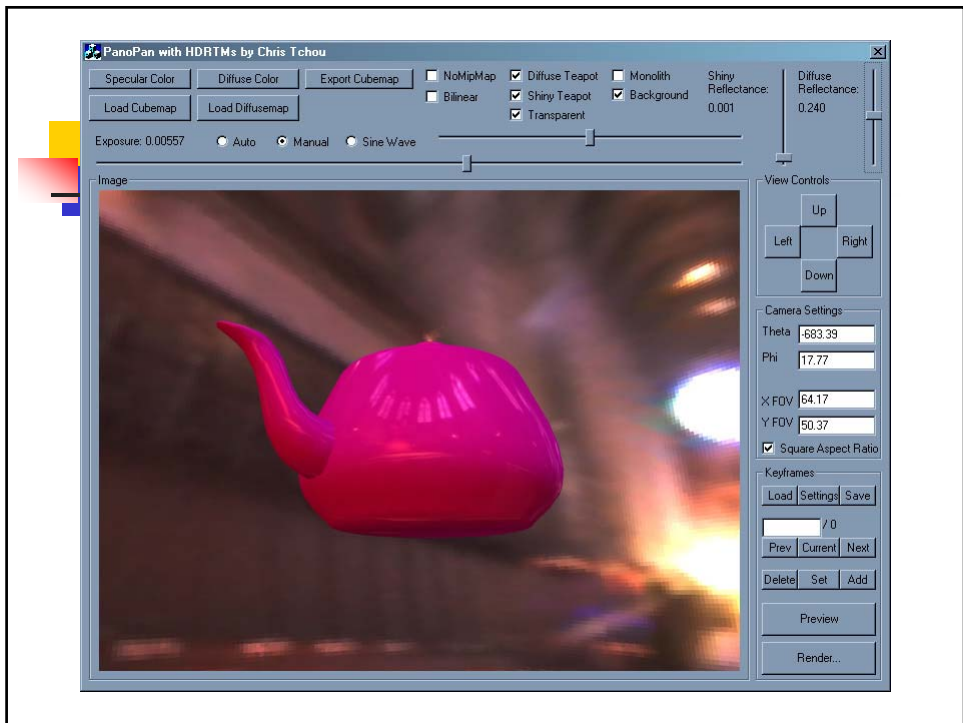 PanoPan with HDRTMs by Chris Tchou
Specular Color
Diffuse Color
Export Cubemap
Load Cubemap
Load Diffusemap
NoMipMap
Bilinear
Diffuse Teapot
Shiny Teapot
Transparent
Monolith
Background
Shiny
Reflectance:
0.001
Diffuse
Reflectance:
0.240
Exposure: 0.00557
Auto
Manual
Sine Wave
Image
View Controls
Up
Left
Right
Down
Camera Settings
Theta -683.39
Phi 17.77
X FOV 64.17
Y FOV 50.37
Square Aspect Ratio
Keyframes
Load Settings Save
/ 0
Prev Current Next
Delete Set Add
Preview
Render...